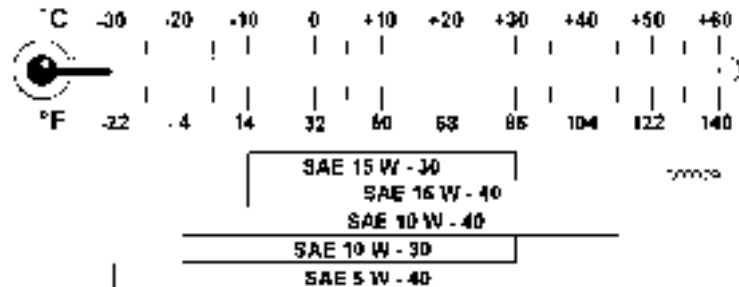 °C -30 -20 -10 0 +10 +20 +30 +40 +50 +60
°F -22 -4 14 32 50 68 86 104 122 140
SAE 15 W - 30
SAE 15 W - 40
SAE 10 W - 40
SAE 10 W - 30
SAE 5 W - 40